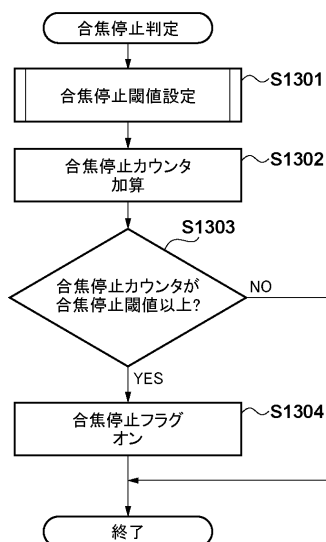 合焦停止判定
合焦停止閾値設定
S1301
合焦停止カウンタ
加算
S1302
S1303
合焦停止カウンタが
合焦停止閾値以上?
NO
YES
合焦停止フラグ
オン
S1304
終了